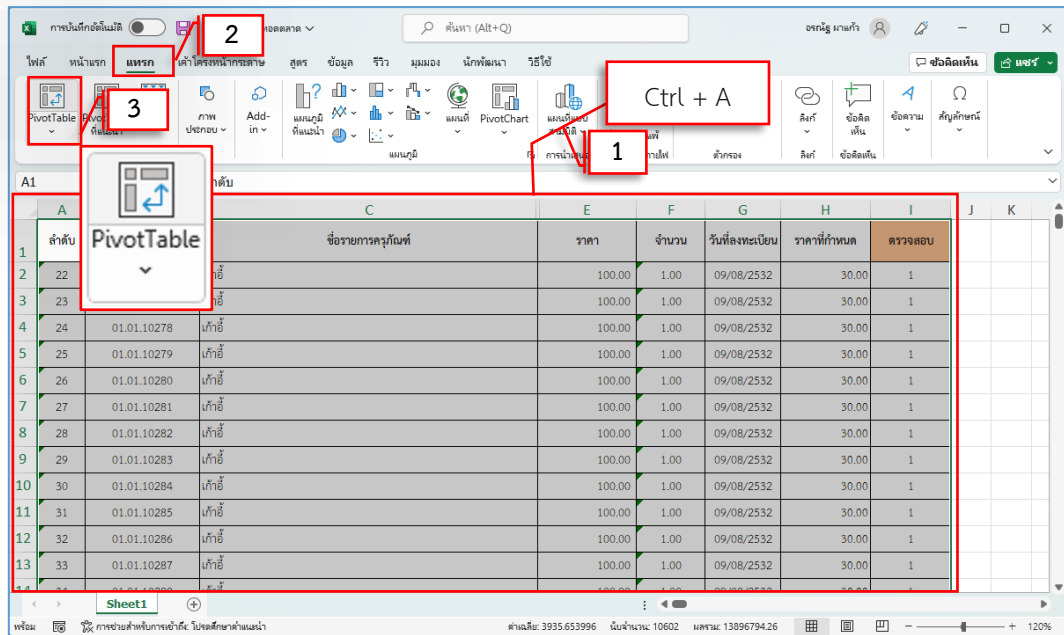 การบันทึกอัตโนมัติ 2 ทอดตลาด ค้นหา (Alt+Q) อรณัฐ ผาแก้ว
ไฟล์ หน้าแรก แทรก เค้าโครงหน้ากระดาษ สูตร ข้อมูล รีวิว มุมมอง นักพัฒนา วิธีใช้ ข้อคิดเห็น แชร์
PivotTable 3 ภาพประกอบ Add-in แผนภูมิที่แนะนำ แผนที่ PivotChart Ctrl + A ลิงก์ ข้อคิดเห็น ข้อความ สัญลักษณ์
แผนภูมิ 1 ตัวกรอง ลิงก์ ข้อคิดเห็น
A1
A C E F G H I J K
1 ลำดับ PivotTable ชื่อรายการครุภัณฑ์ ราคา จำนวน วันที่ลงทะเบียน ราคาที่กำหนด ตรวจสอบ
2 22 100.00 1.00 09/08/2532 30.00 1
3 23 100.00 1.00 09/08/2532 30.00 1
4 24 01.01.10278 เก้าอี้ 100.00 1.00 09/08/2532 30.00 1
5 25 01.01.10279 เก้าอี้ 100.00 1.00 09/08/2532 30.00 1
6 26 01.01.10280 เก้าอี้ 100.00 1.00 09/08/2532 30.00 1
7 27 01.01.10281 เก้าอี้ 100.00 1.00 09/08/2532 30.00 1
8 28 01.01.10282 เก้าอี้ 100.00 1.00 09/08/2532 30.00 1
9 29 01.01.10283 เก้าอี้ 100.00 1.00 09/08/2532 30.00 1
10 30 01.01.10284 เก้าอี้ 100.00 1.00 09/08/2532 30.00 1
11 31 01.01.10285 เก้าอี้ 100.00 1.00 09/08/2532 30.00 1
12 32 01.01.10286 เก้าอี้ 100.00 1.00 09/08/2532 30.00 1
13 33 01.01.10287 เก้าอี้ 100.00 1.00 09/08/2532 30.00 1
Sheet1
พร้อม การช่วยสำหรับการเข้าถึง: โปรดศึกษาคำแนะนำ ค่าเฉลี่ย: 3935.653996 นับจำนวน: 10602 ผลรวม: 13896794.26 120%